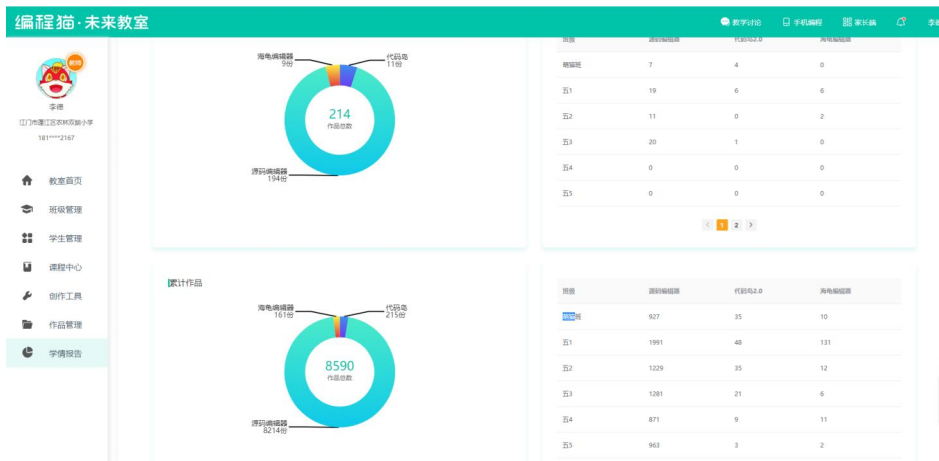 编程猫·未来教室
教学讨论
手机编程
家长端
教师
李德
江门市蓬江区农林双朗小学
181****2167
教室首页
班级管理
学生管理
课程中心
创作工具
作品管理
学情报告
海龟编辑器
9份
代码岛
11份
214
作品总数
源码编辑器
194份
班级 源码编辑器 代码岛2.0 海龟编辑器
7 4 0
五1 19 6 6
五2 11 0 2
五3 20 1 0
五4 0 0 0
五5 0 0 0
< 1 2 >
累计作品
海龟编辑器
161份
代码岛
215份
8590
作品总数
源码编辑器
8214份
班级 源码编辑器 代码岛2.0 海龟编辑器
927 35 10
五1 1991 48 131
五2 1229 35 12
五3 1281 21 6
五4 871 9 11
五5 963 3 2